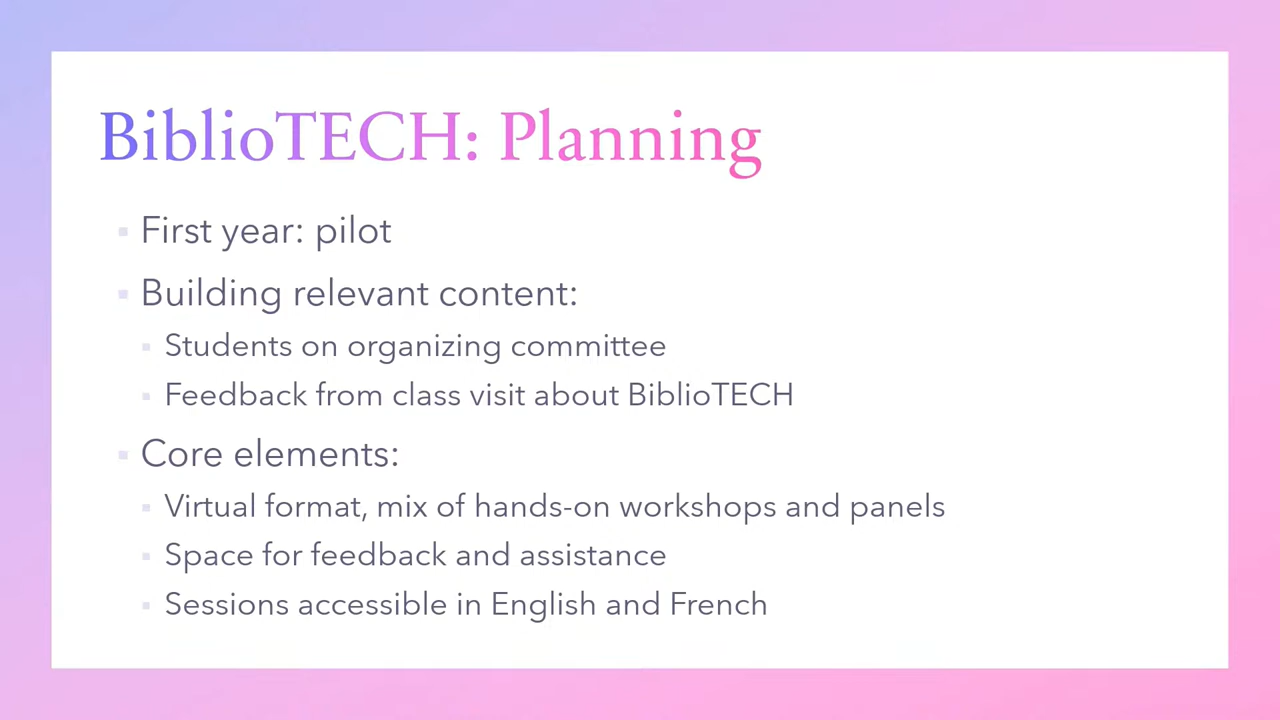 BiblioTECH: Planning
First year: pilot
Building relevant content:
Students on organizing committee
Feedback from class visit about BiblioTECH
Core elements:
Virtual format, mix of hands-on workshops and panels
Space for feedback and assistance
Sessions accessible in English and French